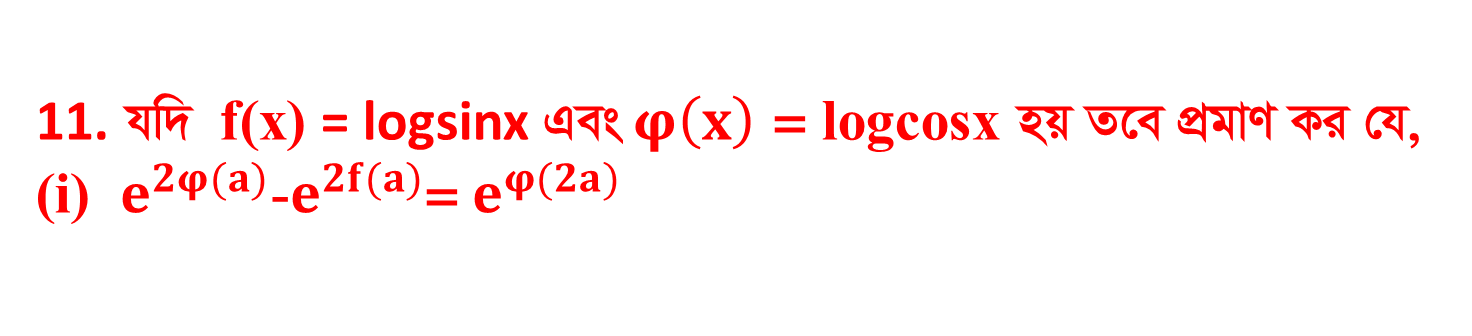 11. যদি f(x) = logsinx এবং φ(x) = logcosx হয় তবে প্রমাণ কর যে,
(i) e^{2φ(a)}-e^{2f(a)}= e^{φ(2a)}